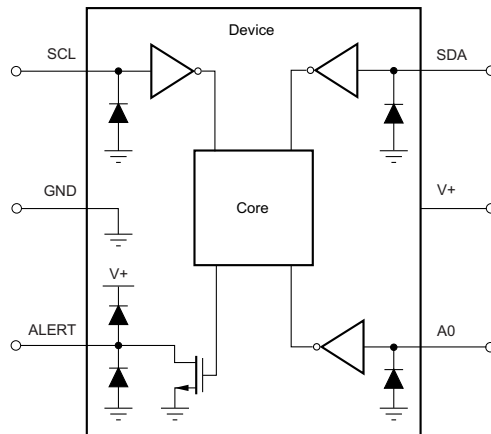 Device
SCL
SDA
GND
Core
V+
V+
ALERT
A0